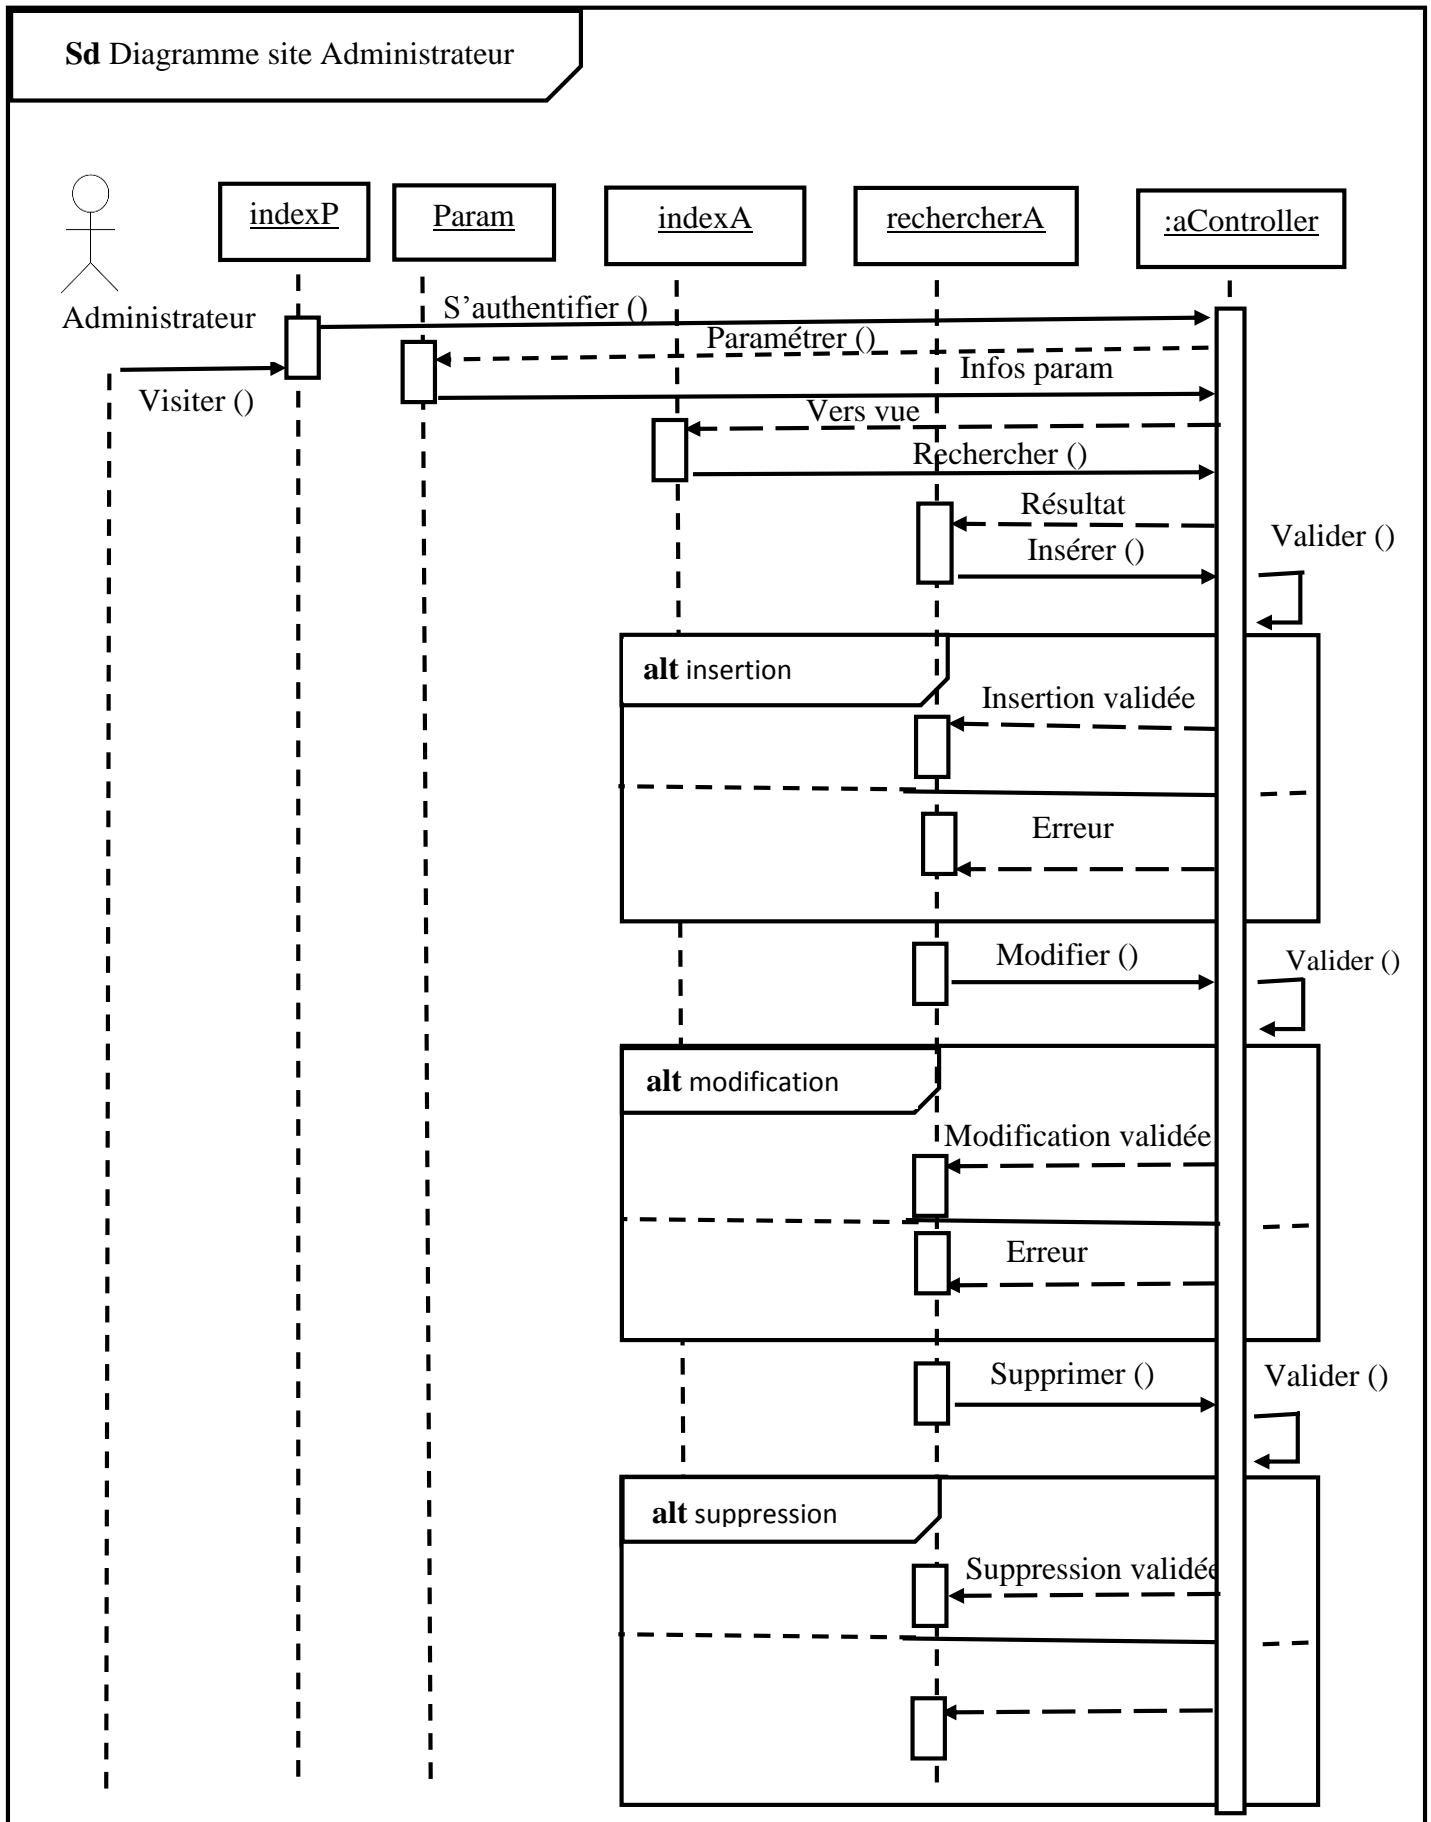 Sd Diagramme site Administrateur
indexP
Param
indexA
rechercherA
:aController
Administrateur
S’authentifier ()
Paramétrer ()
Infos param
Visiter ()
Vers vue
Rechercher ()
Résultat
Valider ()
Insérer ()
alt insertion
Insertion validée
Erreur
Modifier ()
Valider ()
alt modification
Modification validée
Erreur
Supprimer ()
Valider ()
alt suppression
Suppression validée